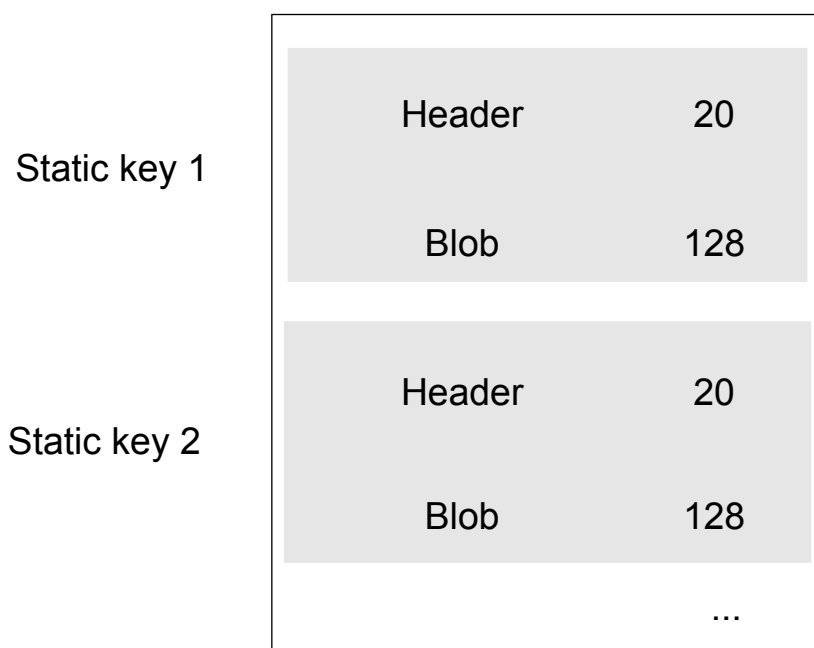 Header 20
Static key 1
Blob 128
Header 20
Static key 2
Blob 128
...